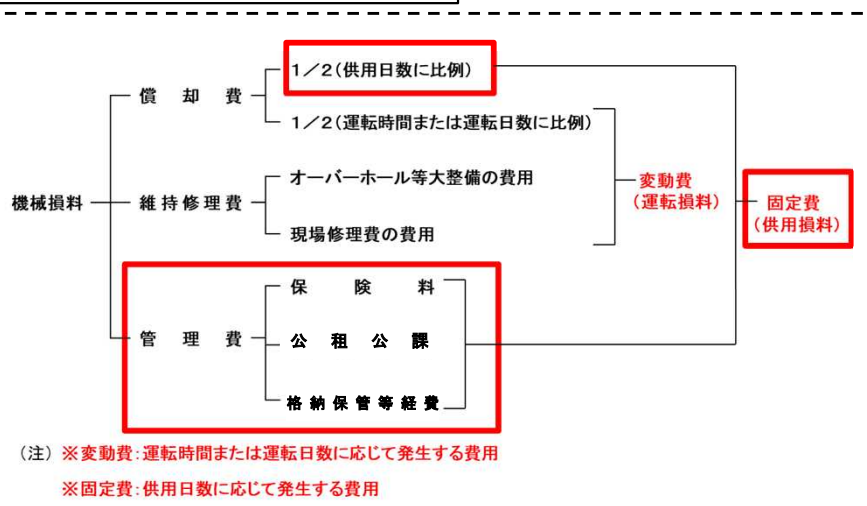 1／2(供用日数に比例)
償却費
1／2(運転時間または運転日数に比例)
オーバーホール等大整備の費用
変動費
(運転損料)
機械損料
維持修理費
固定費
(供用損料)
現場修理費の費用
保険料
管理費
公租公課
格納保管等経費
(注) ※変動費:運転時間または運転日数に応じて発生する費用
※固定費:供用日数に応じて発生する費用